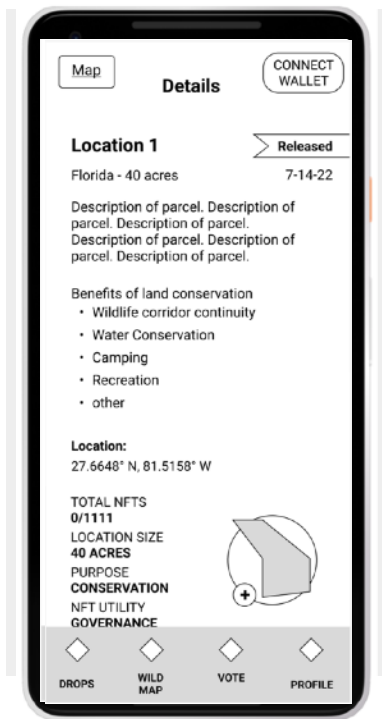 Map
Details
CONNECT
WALLET
Location 1
Released
Florida - 40 acres
7-14-22
Description of parcel. Description of
parcel. Description of parcel.
Description of parcel. Description of
parcel. Description of parcel.
Benefits of land conservation
• Wildlife corridor continuity
• Water Conservation
• Camping
• Recreation
• other
Location:
27.6648° N, 81.5158° W
TOTAL NFTS
0/1111
LOCATION SIZE
40 ACRES
PURPOSE
CONSERVATION
NFT UTILITY
GOVERNANCE
+
DROPS
WILD
MAP
VOTE
PROFILE